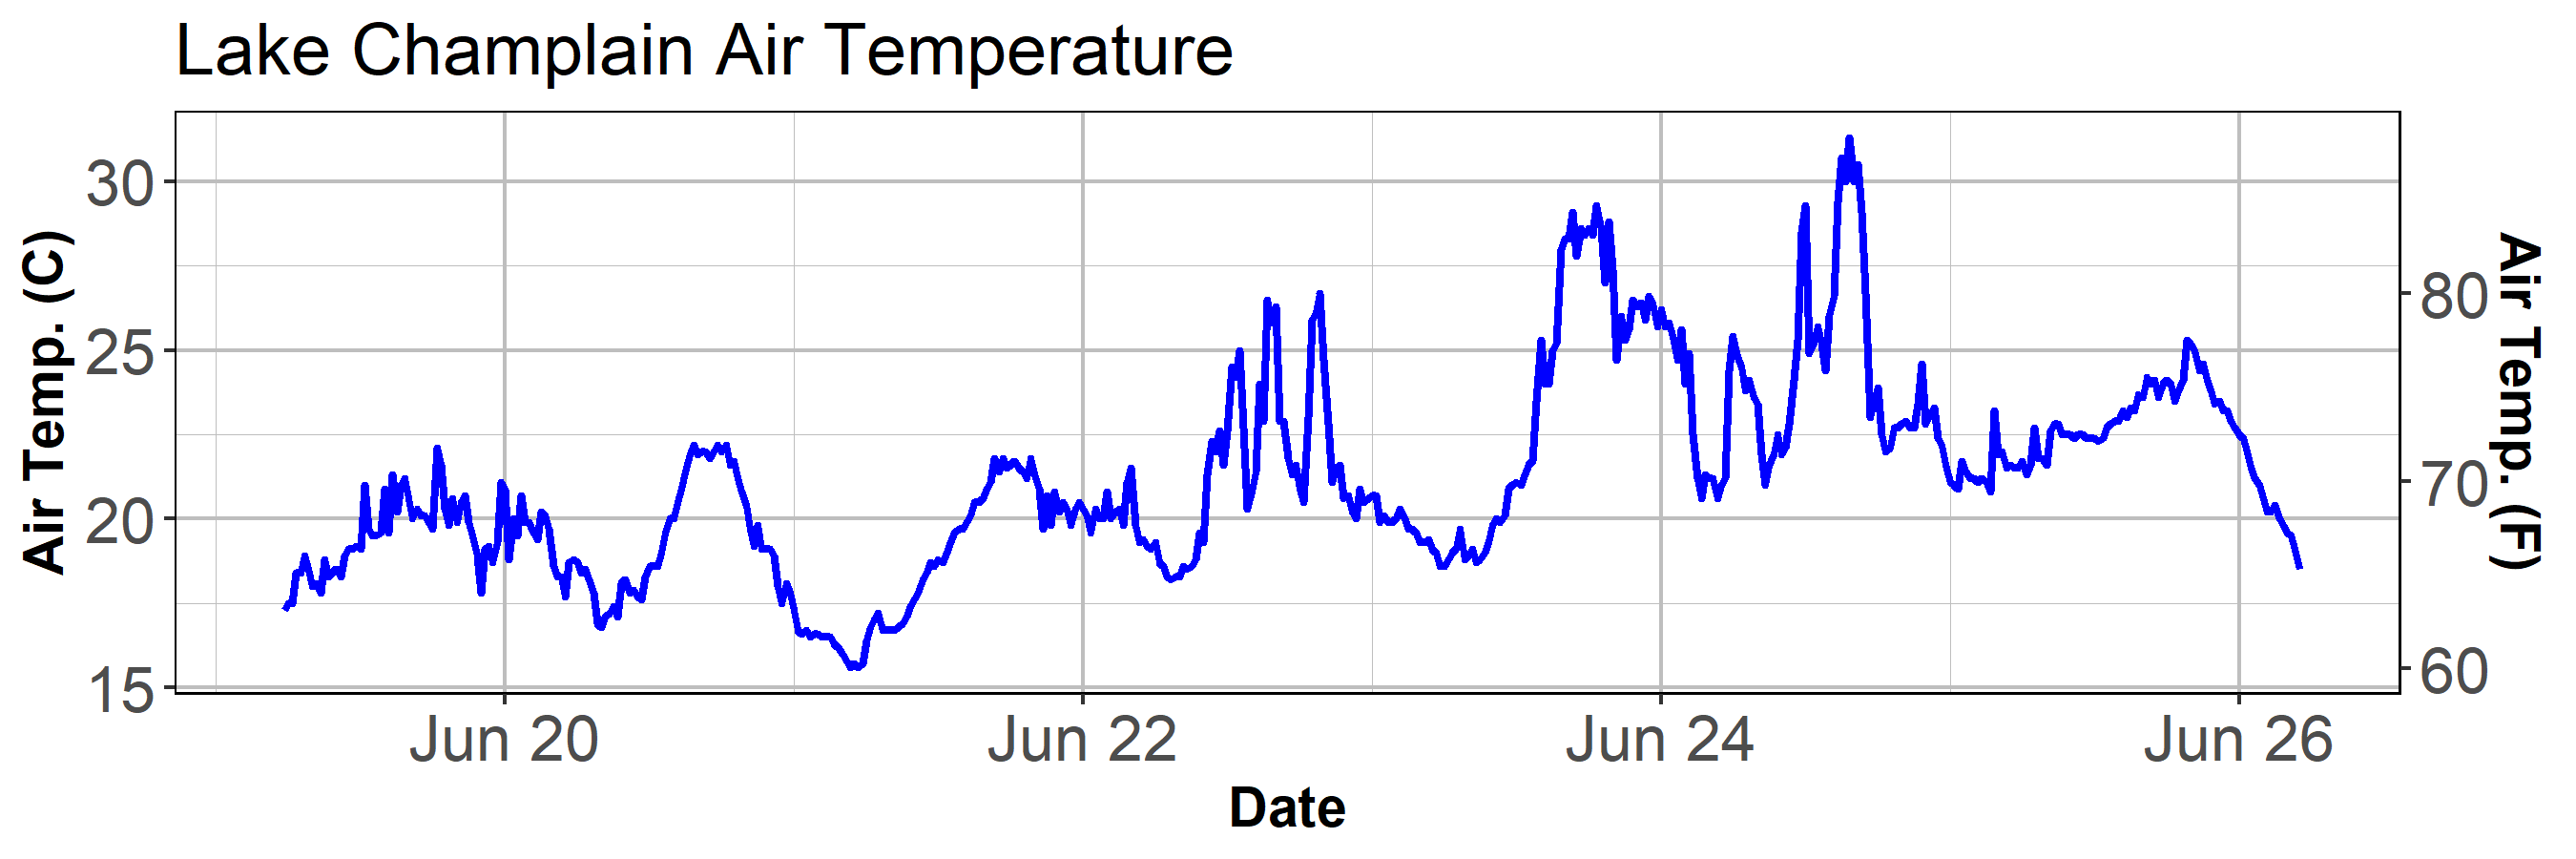 Lake Champlain Air Temperature
Air Temp. (C)
30
25
20
15
80
70
60
Air Temp. (F)
Jun 20 Jun 22 Jun 24 Jun 26
Date